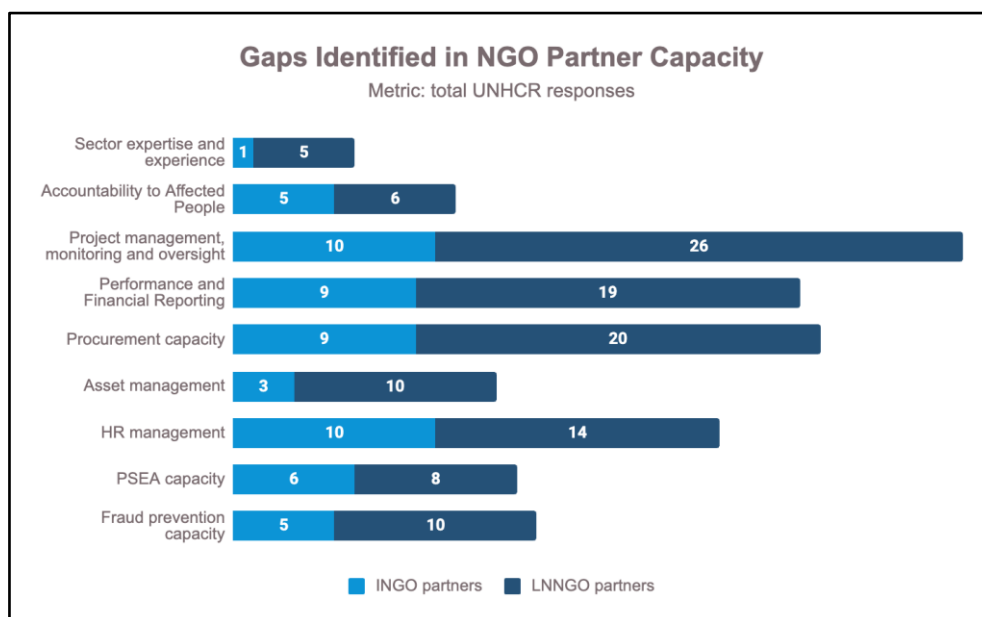 Gaps Identified in NGO Partner Capacity
Metric: total UNHCR responses
Sector expertise and
experience
1
5
Accountability to Affected
People
5
6
Project management,
monitoring and oversight
10
26
Performance and
Financial Reporting
9
19
Procurement capacity
9
20
Asset management
3
10
HR management
10
14
PSEA capacity
6
8
Fraud prevention
capacity
5
10
INGO partners
LNNGO partners